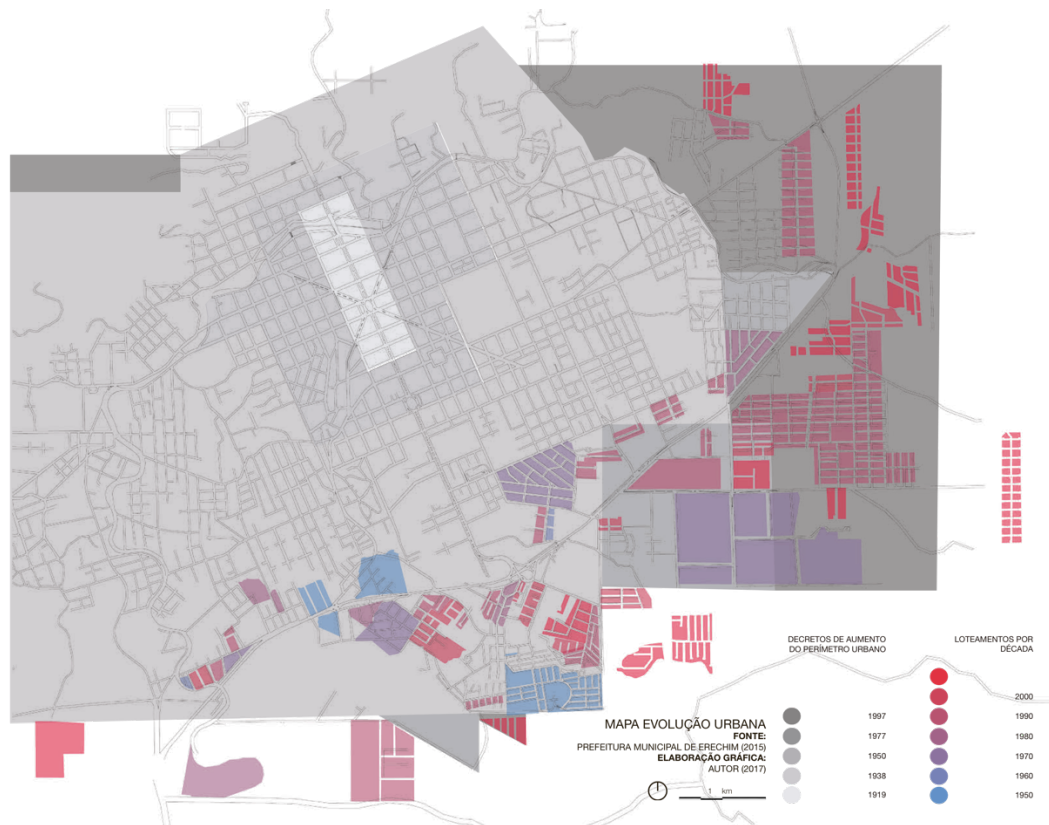 DECRETOS DE AUMENTO
DO PERÍMETRO URBANO
1997
1977
1950
1938
1919
LOTEAMENTOS POR
DÉCADA
2000
1990
1980
1970
1960
1950
MAPA EVOLUÇÃO URBANA
FONTE:
PREFEITURA MUNICIPAL DE ERECHIM (2015)
ELABORAÇÃO GRÁFICA:
AUTOR (2017)
1 km